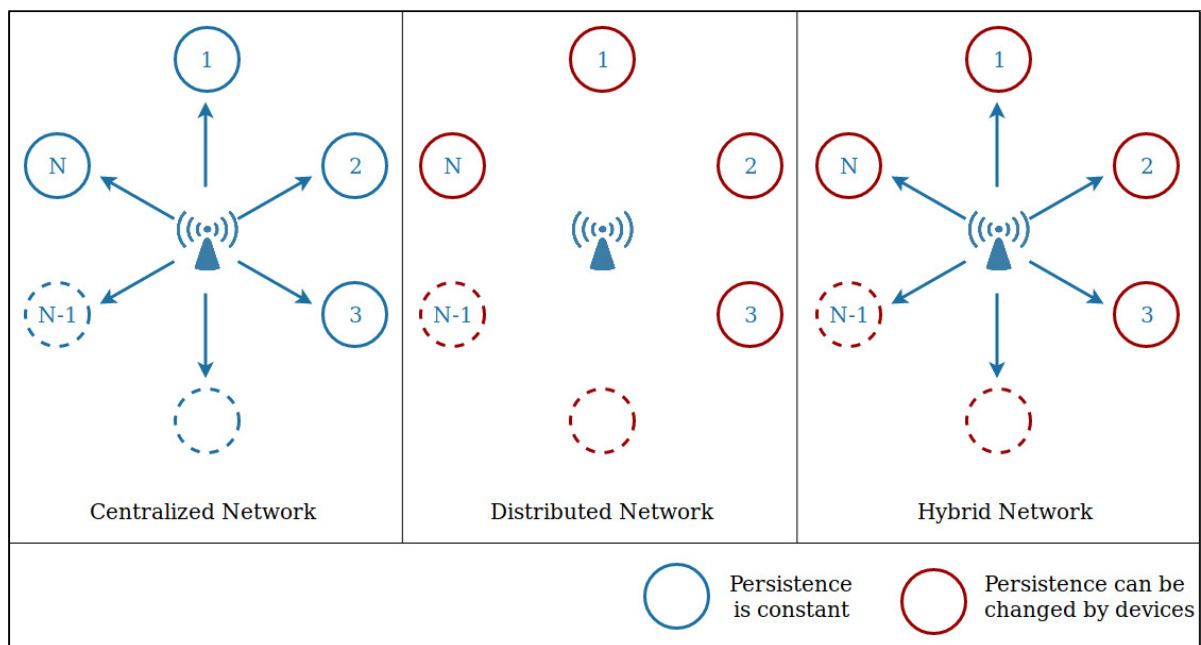 1
N
2
N-1
3
Centralized Network
1
N
2
N-1
3
Distributed Network
1
N
2
N-1
3
Hybrid Network
Persistence
is constant
Persistence can be
changed by devices